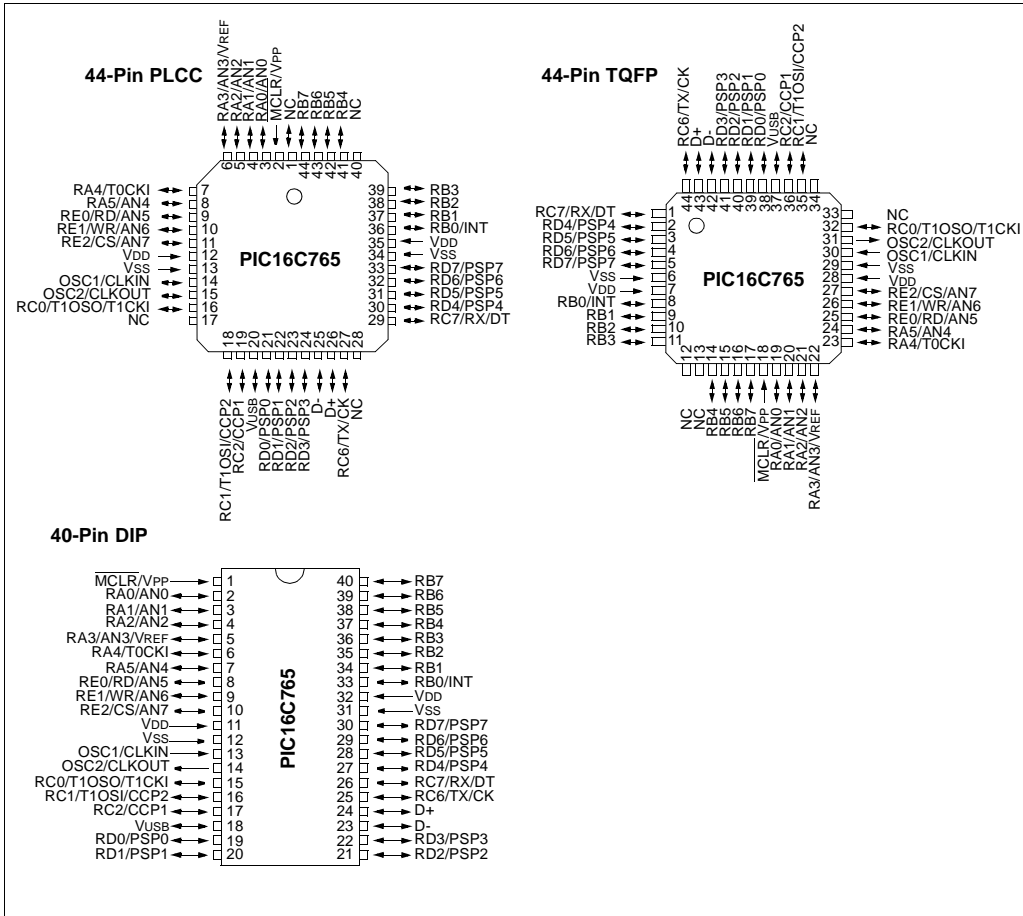 44-Pin PLCC
RA3/AN3/VREF
RA2/AN2
RA1/AN1
RA0/AN0
MCLR/VPP
NC
RB7
RB6
RB5
RB4
NC
6
5
4
3
2
1
44
43
42
41
40
RA4/T0CKI 7
RA5/AN4 8
RE0/RD/AN5 9
RE1/WR/AN6 10
RE2/CS/AN7 11
VDD 12
VSS 13
OSC1/CLKIN 14
OSC2/CLKOUT 15
RC0/T1OSO/T1CKI 16
NC 17
PIC16C765
39 RB3
38 RB2
37 RB1
36 RB0/INT
35 VDD
34 VSS
33 RD7/PSP7
32 RD6/PSP6
31 RD5/PSP5
30 RD4/PSP4
29 RC7/RX/DT
18
19
20
21
22
23
24
25
26
27
28
RC1/T1OSI/CCP2
RC2/CCP1
VUSB
RD0/PSP0
RD1/PSP1
RD2/PSP2
RD3/PSP3
D-
D+
RC6/TX/CK
NC
44-Pin TQFP
RC6/TX/CK
D+
D-
RD3/PSP3
RD2/PSP2
RD1/PSP1
RD0/PSP0
VUSB
RC2/CCP1
RC1/T1OSI/CCP2
NC
44
43
42
41
40
39
38
37
36
35
34
RC7/RX/DT 1
RD4/PSP4 2
RD5/PSP5 3
RD6/PSP6 4
RD7/PSP7 5
VSS 6
VDD 7
RB0/INT 8
RB1 9
RB2 10
RB3 11
PIC16C765
33 NC
32 RC0/T1OSO/T1CKI
31 OSC2/CLKOUT
30 OSC1/CLKIN
29 VSS
28 VDD
27 RE2/CS/AN7
26 RE1/WR/AN6
25 RE0/RD/AN5
24 RA5/AN4
23 RA4/T0CKI
12
13
14
15
16
17
18
19
20
21
22
NC
NC
RB4
RB5
RB6
RB7
MCLR/VPP
RA0/AN0
RA1/AN1
RA2/AN2
RA3/AN3/VREF
40-Pin DIP
MCLR/VPP 1
RA0/AN0 2
RA1/AN1 3
RA2/AN2 4
RA3/AN3/VREF 5
RA4/T0CKI 6
RA5/AN4 7
RE0/RD/AN5 8
RE1/WR/AN6 9
RE2/CS/AN7 10
VDD 11
VSS 12
OSC1/CLKIN 13
OSC2/CLKOUT 14
RC0/T1OSO/T1CKI 15
RC1/T1OSI/CCP2 16
RC2/CCP1 17
VUSB 18
RD0/PSP0 19
RD1/PSP1 20
PIC16C765
40 RB7
39 RB6
38 RB5
37 RB4
36 RB3
35 RB2
34 RB1
33 RB0/INT
32 VDD
31 VSS
30 RD7/PSP7
29 RD6/PSP6
28 RD5/PSP5
27 RD4/PSP4
26 RC7/RX/DT
25 RC6/TX/CK
24 D+
23 D-
22 RD3/PSP3
21 RD2/PSP2